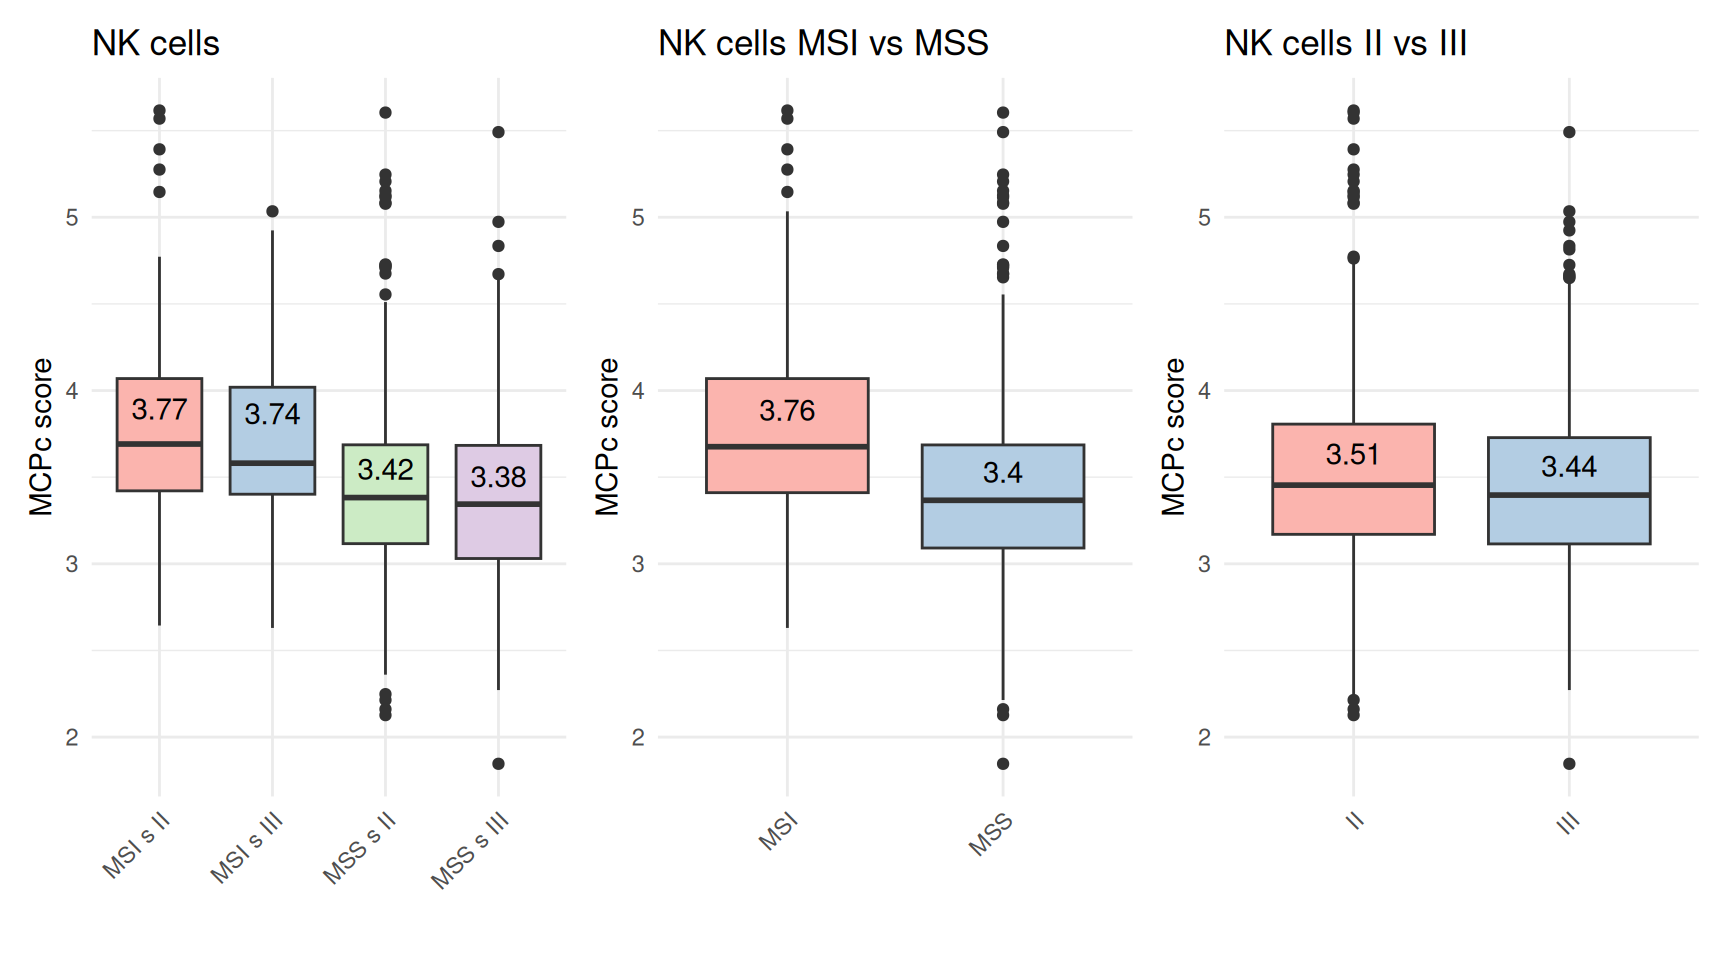 NK cells
MCPc score
5
4
3
2
3.77
3.74
3.42
3.38
MSI s II
MSI s III
MSS s II
MSS s III
NK cells MSI vs MSS
MCPc score
5
4
3
2
3.76
3.4
MSI
MSS
NK cells II vs III
MCPc score
5
4
3
2
3.51
3.44
II
III